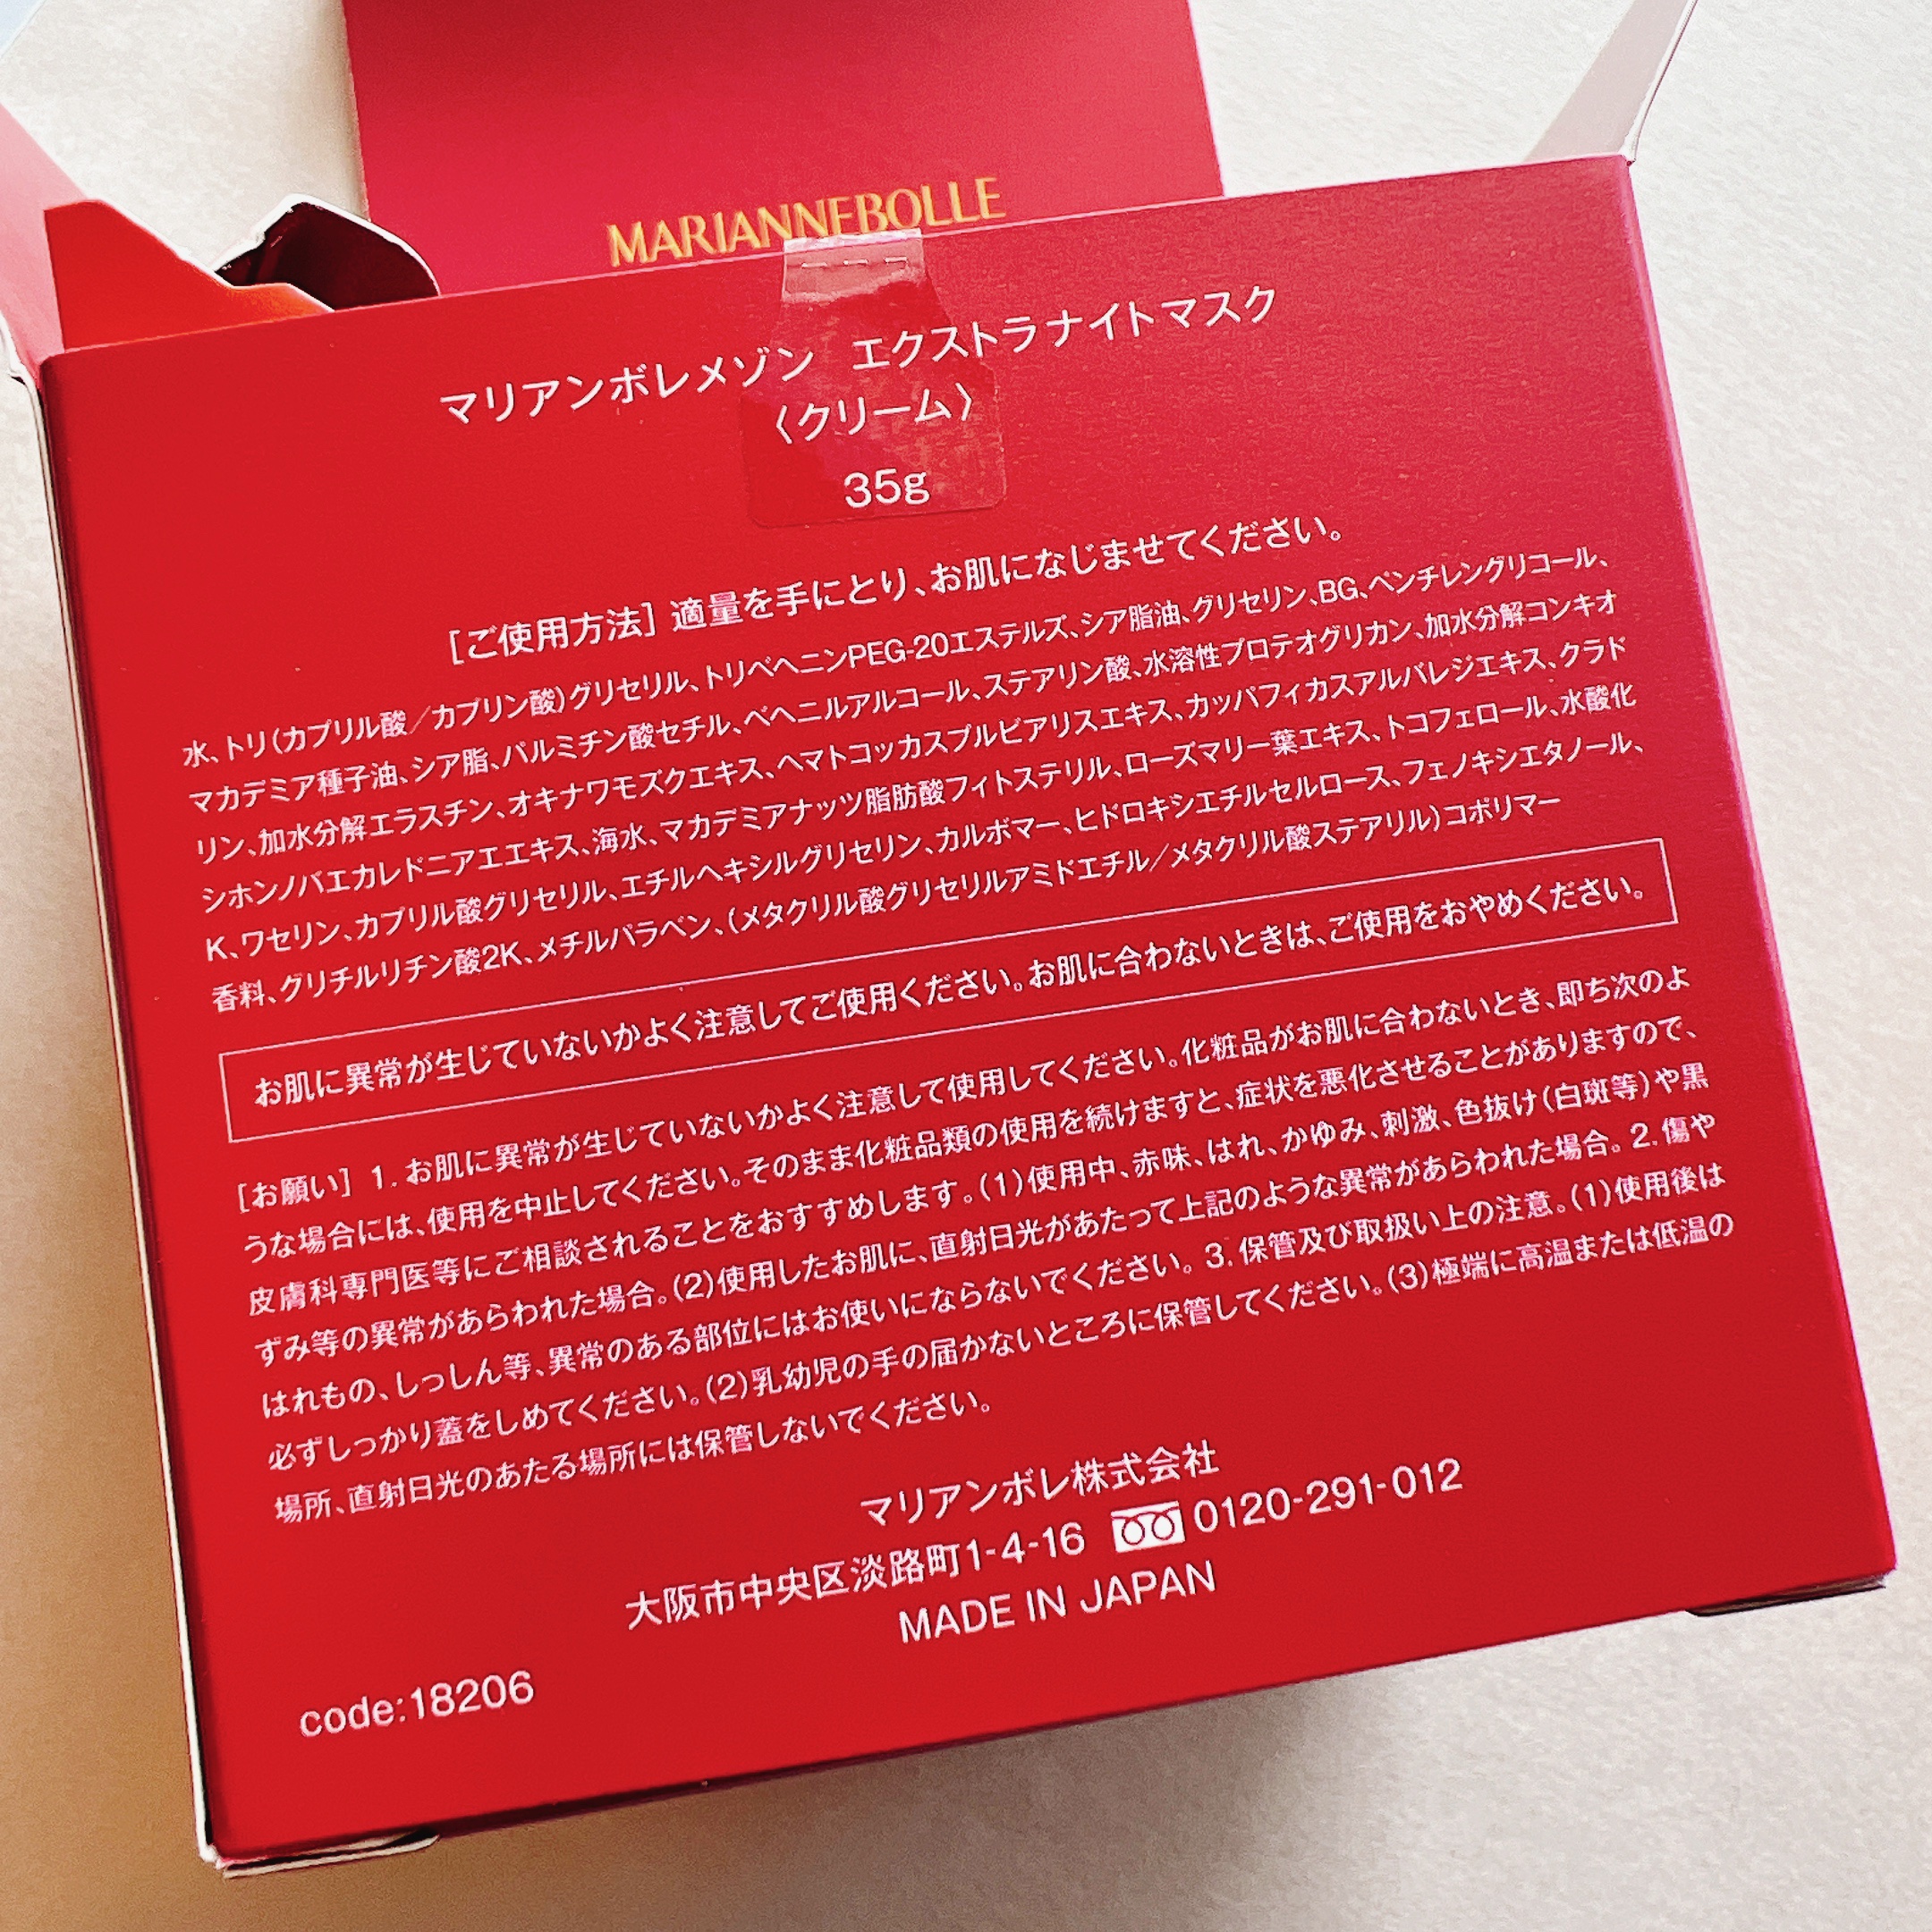 MARIANNEBOLLE
マリアンボレメゾン エクストラナイトマスク
〈クリーム〉
35g
[ご使用方法] 適量を手にとり、お肌になじませてください。
水、トリ(カプリル酸／カプリン酸)グリセリル、トリベヘニンPEG-20エステルズ、シア脂油、グリセリン、BG、ペンチレングリコール、
マカデミア種子油、シア脂、パルミチン酸セチル、ベヘニルアルコール、ステアリン酸、水溶性プロテオグリカン、加水分解コンキオ
リン、加水分解エラスチン、オキナワモズクエキス、ヘマトコッカスプルビアリスエキス、カッパフィカスアルバレジエキス、クラド
シホンノバエカレドニアエエキス、海水、マカデミアナッツ脂肪酸フィトステリル、ローズマリー葉エキス、トコフェロール、水酸化
K、ワセリン、カプリル酸グリセリル、エチルヘキシルグリセリン、カルボマー、ヒドロキシエチルセルロース、フェノキシエタノール、
香料、グリチルリチン酸2K、メチルパラベン、(メタクリル酸グリセリルアミドエチル／メタクリル酸ステアリル)コポリマー
お肌に異常が生じていないかよく注意してご使用ください。お肌に合わないときは、ご使用をおやめください。
[お願い] 1. お肌に異常が生じていないかよく注意して使用してください。化粧品がお肌に合わないとき、即ち次のよ
うな場合には、使用を中止してください。そのまま化粧品類の使用を続けますと、症状を悪化させることがありますので、
皮膚科専門医等にご相談されることをおすすめします。(1)使用中、赤味、はれ、かゆみ、刺激、色抜け(白斑等)や黒
ずみ等の異常があらわれた場合。(2)使用したお肌に、直射日光があたって上記のような異常があらわれた場合。2. 傷や
はれもの、しっしん等、異常のある部位にはお使いにならないでください。3. 保管及び取扱い上の注意。(1)使用後は
必ずしっかり蓋をしめてください。(2)乳幼児の手の届かないところに保管してください。(3)極端に高温または低温の
場所、直射日光のあたる場所には保管しないでください。
マリアンボレ株式会社
大阪市中央区淡路町1-4-16 0120-291-012
MADE IN JAPAN
code:18206